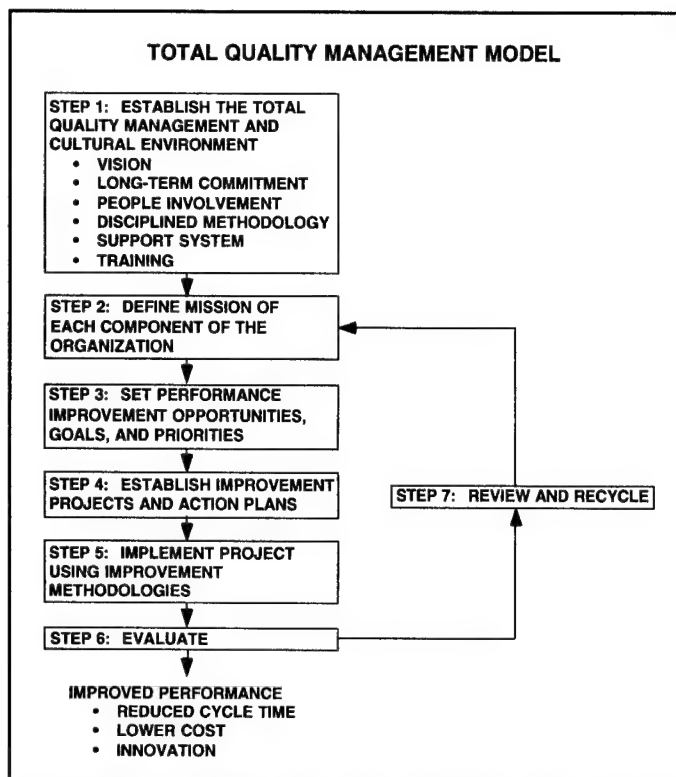 TOTAL QUALITY MANAGEMENT MODEL
STEP 1: ESTABLISH THE TOTAL
QUALITY MANAGEMENT AND
CULTURAL ENVIRONMENT
• VISION
• LONG-TERM COMMITMENT
• PEOPLE INVOLVEMENT
• DISCIPLINED METHODOLOGY
• SUPPORT SYSTEM
• TRAINING
STEP 2: DEFINE MISSION OF
EACH COMPONENT OF THE
ORGANIZATION
STEP 3: SET PERFORMANCE
IMPROVEMENT OPPORTUNITIES,
GOALS, AND PRIORITIES
STEP 4: ESTABLISH IMPROVEMENT
PROJECTS AND ACTION PLANS
STEP 5: IMPLEMENT PROJECT
USING IMPROVEMENT
METHODOLOGIES
STEP 6: EVALUATE
STEP 7: REVIEW AND RECYCLE
IMPROVED PERFORMANCE
• REDUCED CYCLE TIME
• LOWER COST
• INNOVATION